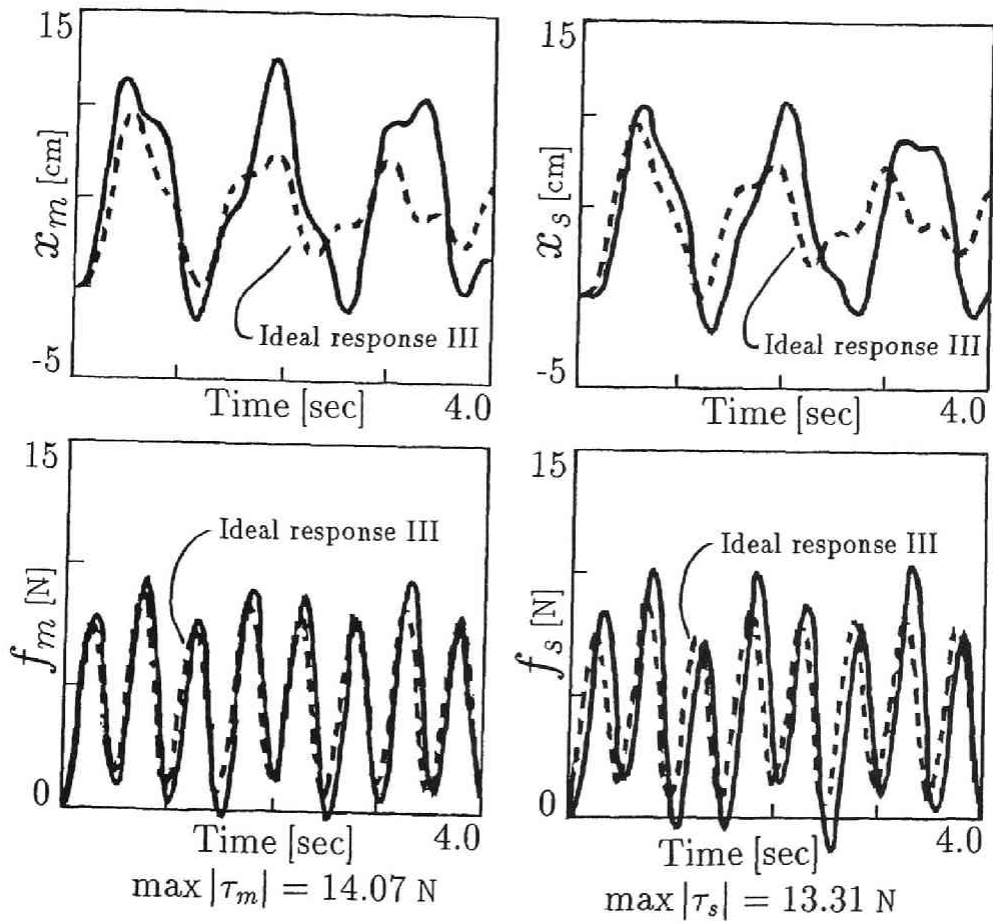 15
x_m [cm]
-5
Ideal response III
Time [sec]
4.0
15
x_s [cm]
-5
Ideal response III
Time [sec]
4.0
15
f_m [N]
0
Ideal response III
Time [sec]
4.0
max |τ_m| = 14.07 N
15
f_s [N]
0
Ideal response III
Time [sec]
4.0
max |τ_s| = 13.31 N